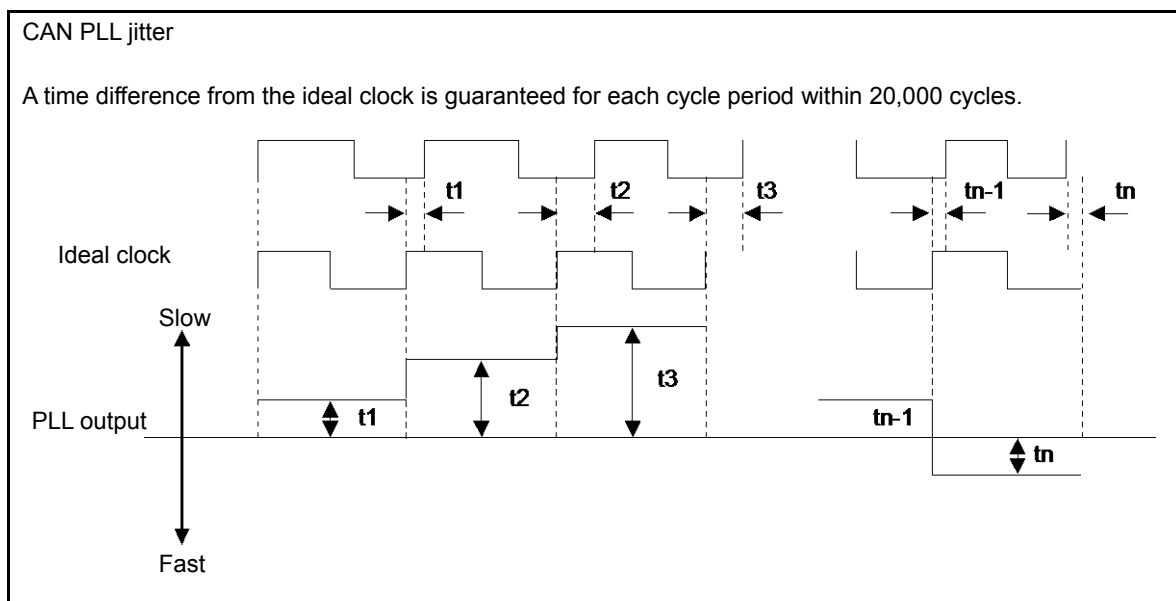 CAN PLL jitter
A time difference from the ideal clock is guaranteed for each cycle period within 20,000 cycles.
t1
t2
t3
tn-1
tn
Ideal clock
Slow
t1
t2
t3
PLL output
tn-1
tn
Fast